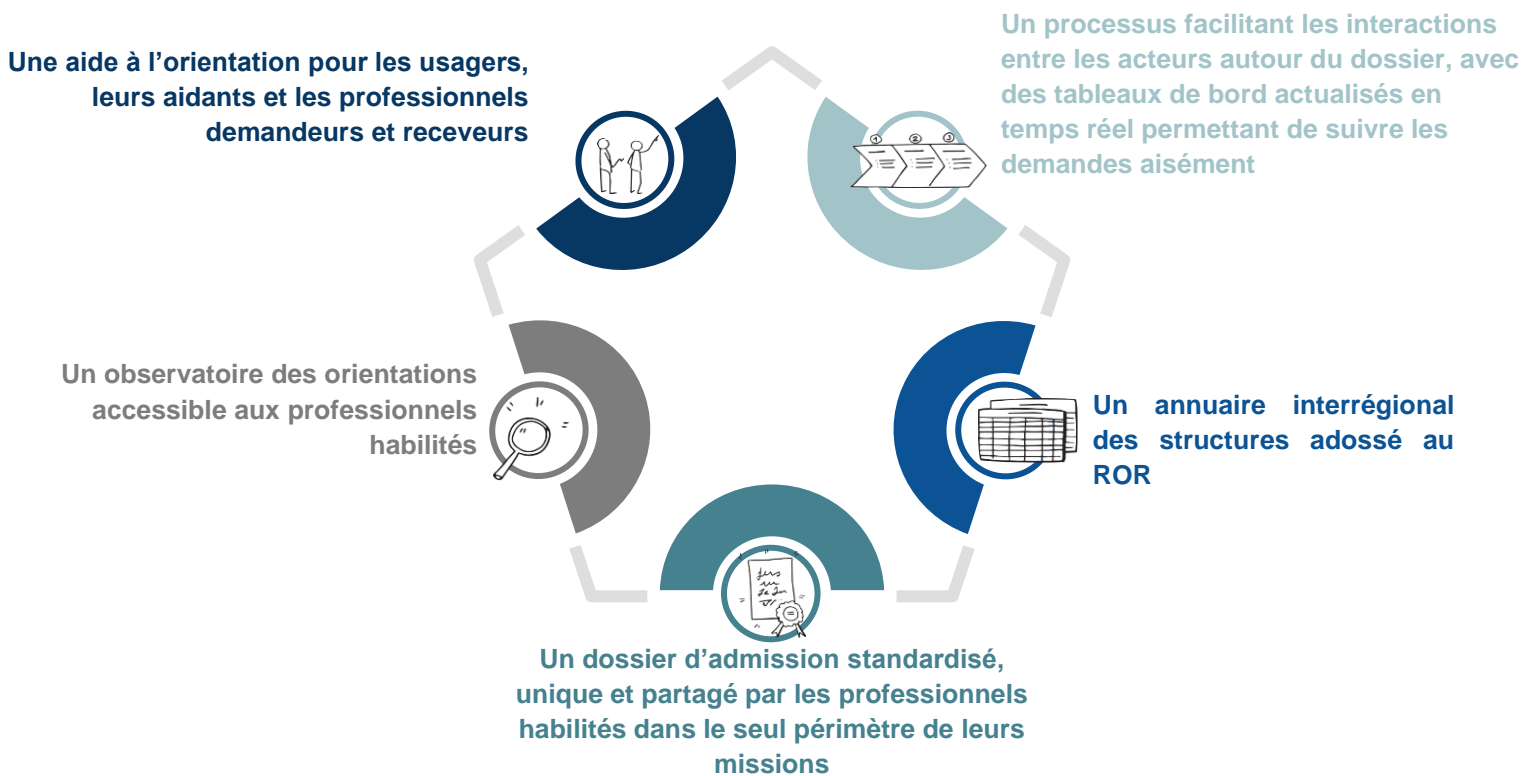 Une aide à l’orientation pour les usagers,
leurs aidants et les professionnels
demandeurs et receveurs
Un processus facilitant les interactions
entre les acteurs autour du dossier, avec
des tableaux de bord actualisés en
temps réel permettant de suivre les
demandes aisément
1 2 3
Un observatoire des orientations
accessible aux professionnels
habilités
Un annuaire interrégional
des structures adossé au
ROR
Un dossier d’admission standardisé,
unique et partagé par les professionnels
habilités dans le seul périmètre de leurs
missions